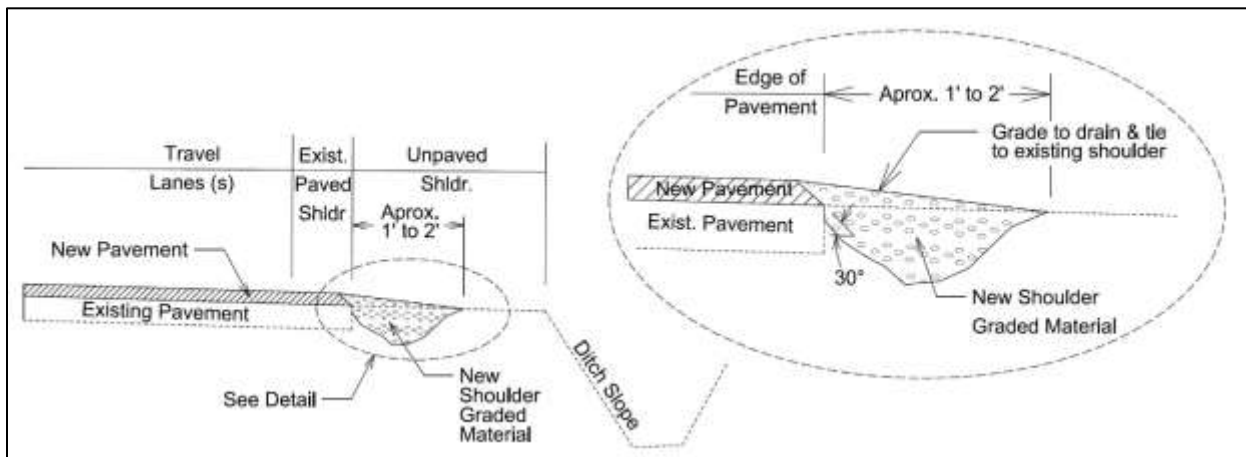 Travel
Lanes (s)
Exist.
Paved
Shldr
Unpaved
Shldr.
Aprox.
1' to 2'
New Pavement
Existing Pavement
See Detail
New
Shoulder
Graded
Material
Ditch Slope
Edge of
Pavement
Aprox. 1' to 2'
Grade to drain & tie
to existing shoulder
New Pavement
Exist. Pavement
30°
New Shoulder
Graded Material